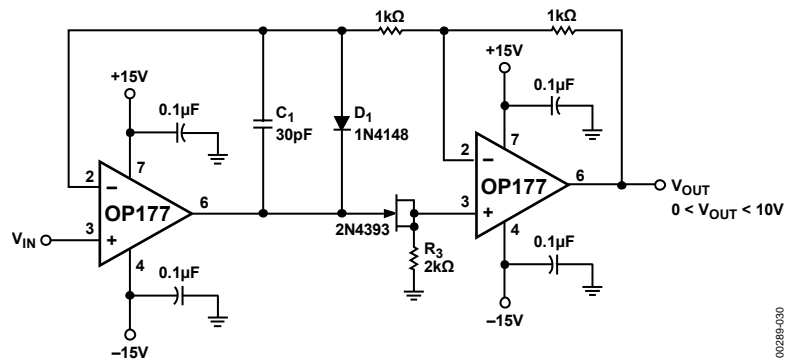 1kΩ
1kΩ
+15V
0.1µF
C1
30pF
D1
1N4148
+15V
0.1µF
7
2
−
OP177
6
3
+
VIN
4
0.1µF
−15V
2N4393
R3
2kΩ
7
2
−
OP177
6
3
+
4
0.1µF
−15V
VOUT
0 < VOUT < 10V
00289-030